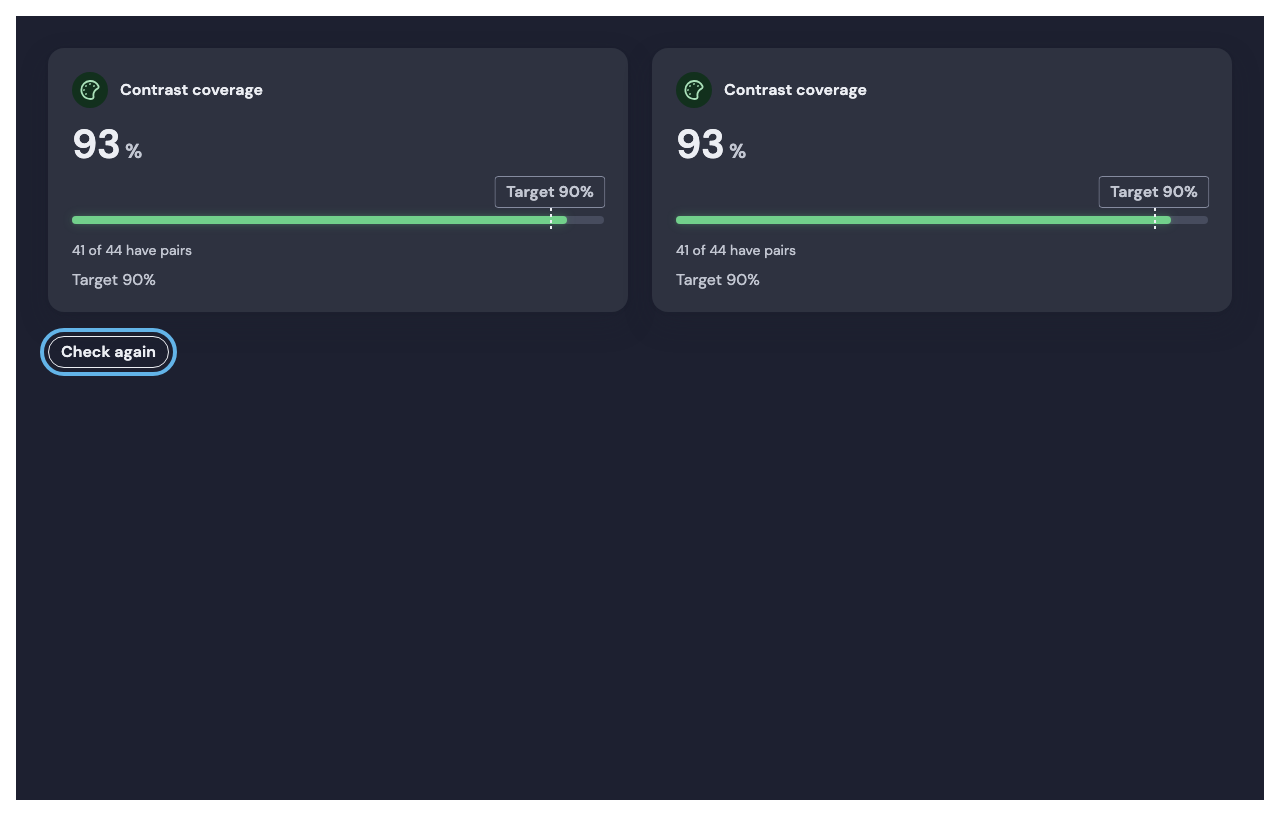 Contrast coverage
93 %
Target 90%
41 of 44 have pairs
Target 90%
Contrast coverage
93 %
Target 90%
41 of 44 have pairs
Target 90%
Check again